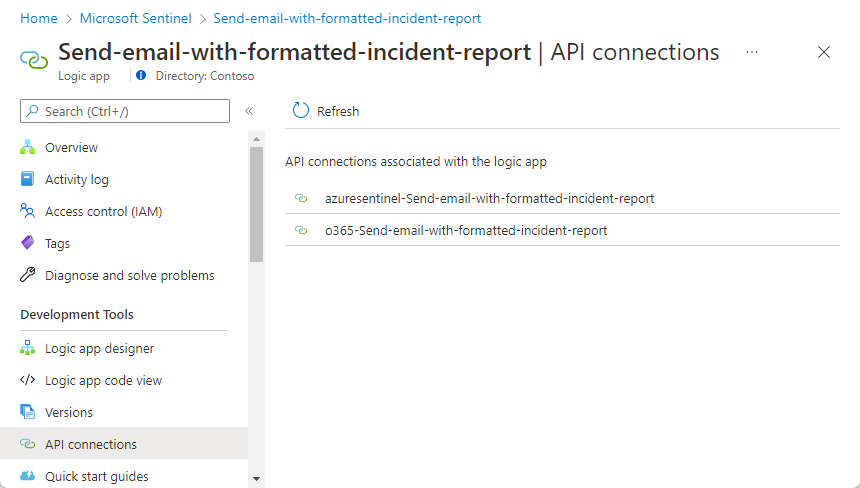 Home > Microsoft Sentinel > Send-email-with-formatted-incident-report
Send-email-with-formatted-incident-report | API connections ...
Logic app
Directory: Contoso
Search (Ctrl+/)
«
Refresh
Overview
Activity log
Access control (IAM)
Tags
Diagnose and solve problems
Development Tools
Logic app designer
Logic app code view
Versions
API connections
Quick start guides
API connections associated with the logic app
azuresentinel-Send-email-with-formatted-incident-report
o365-Send-email-with-formatted-incident-report